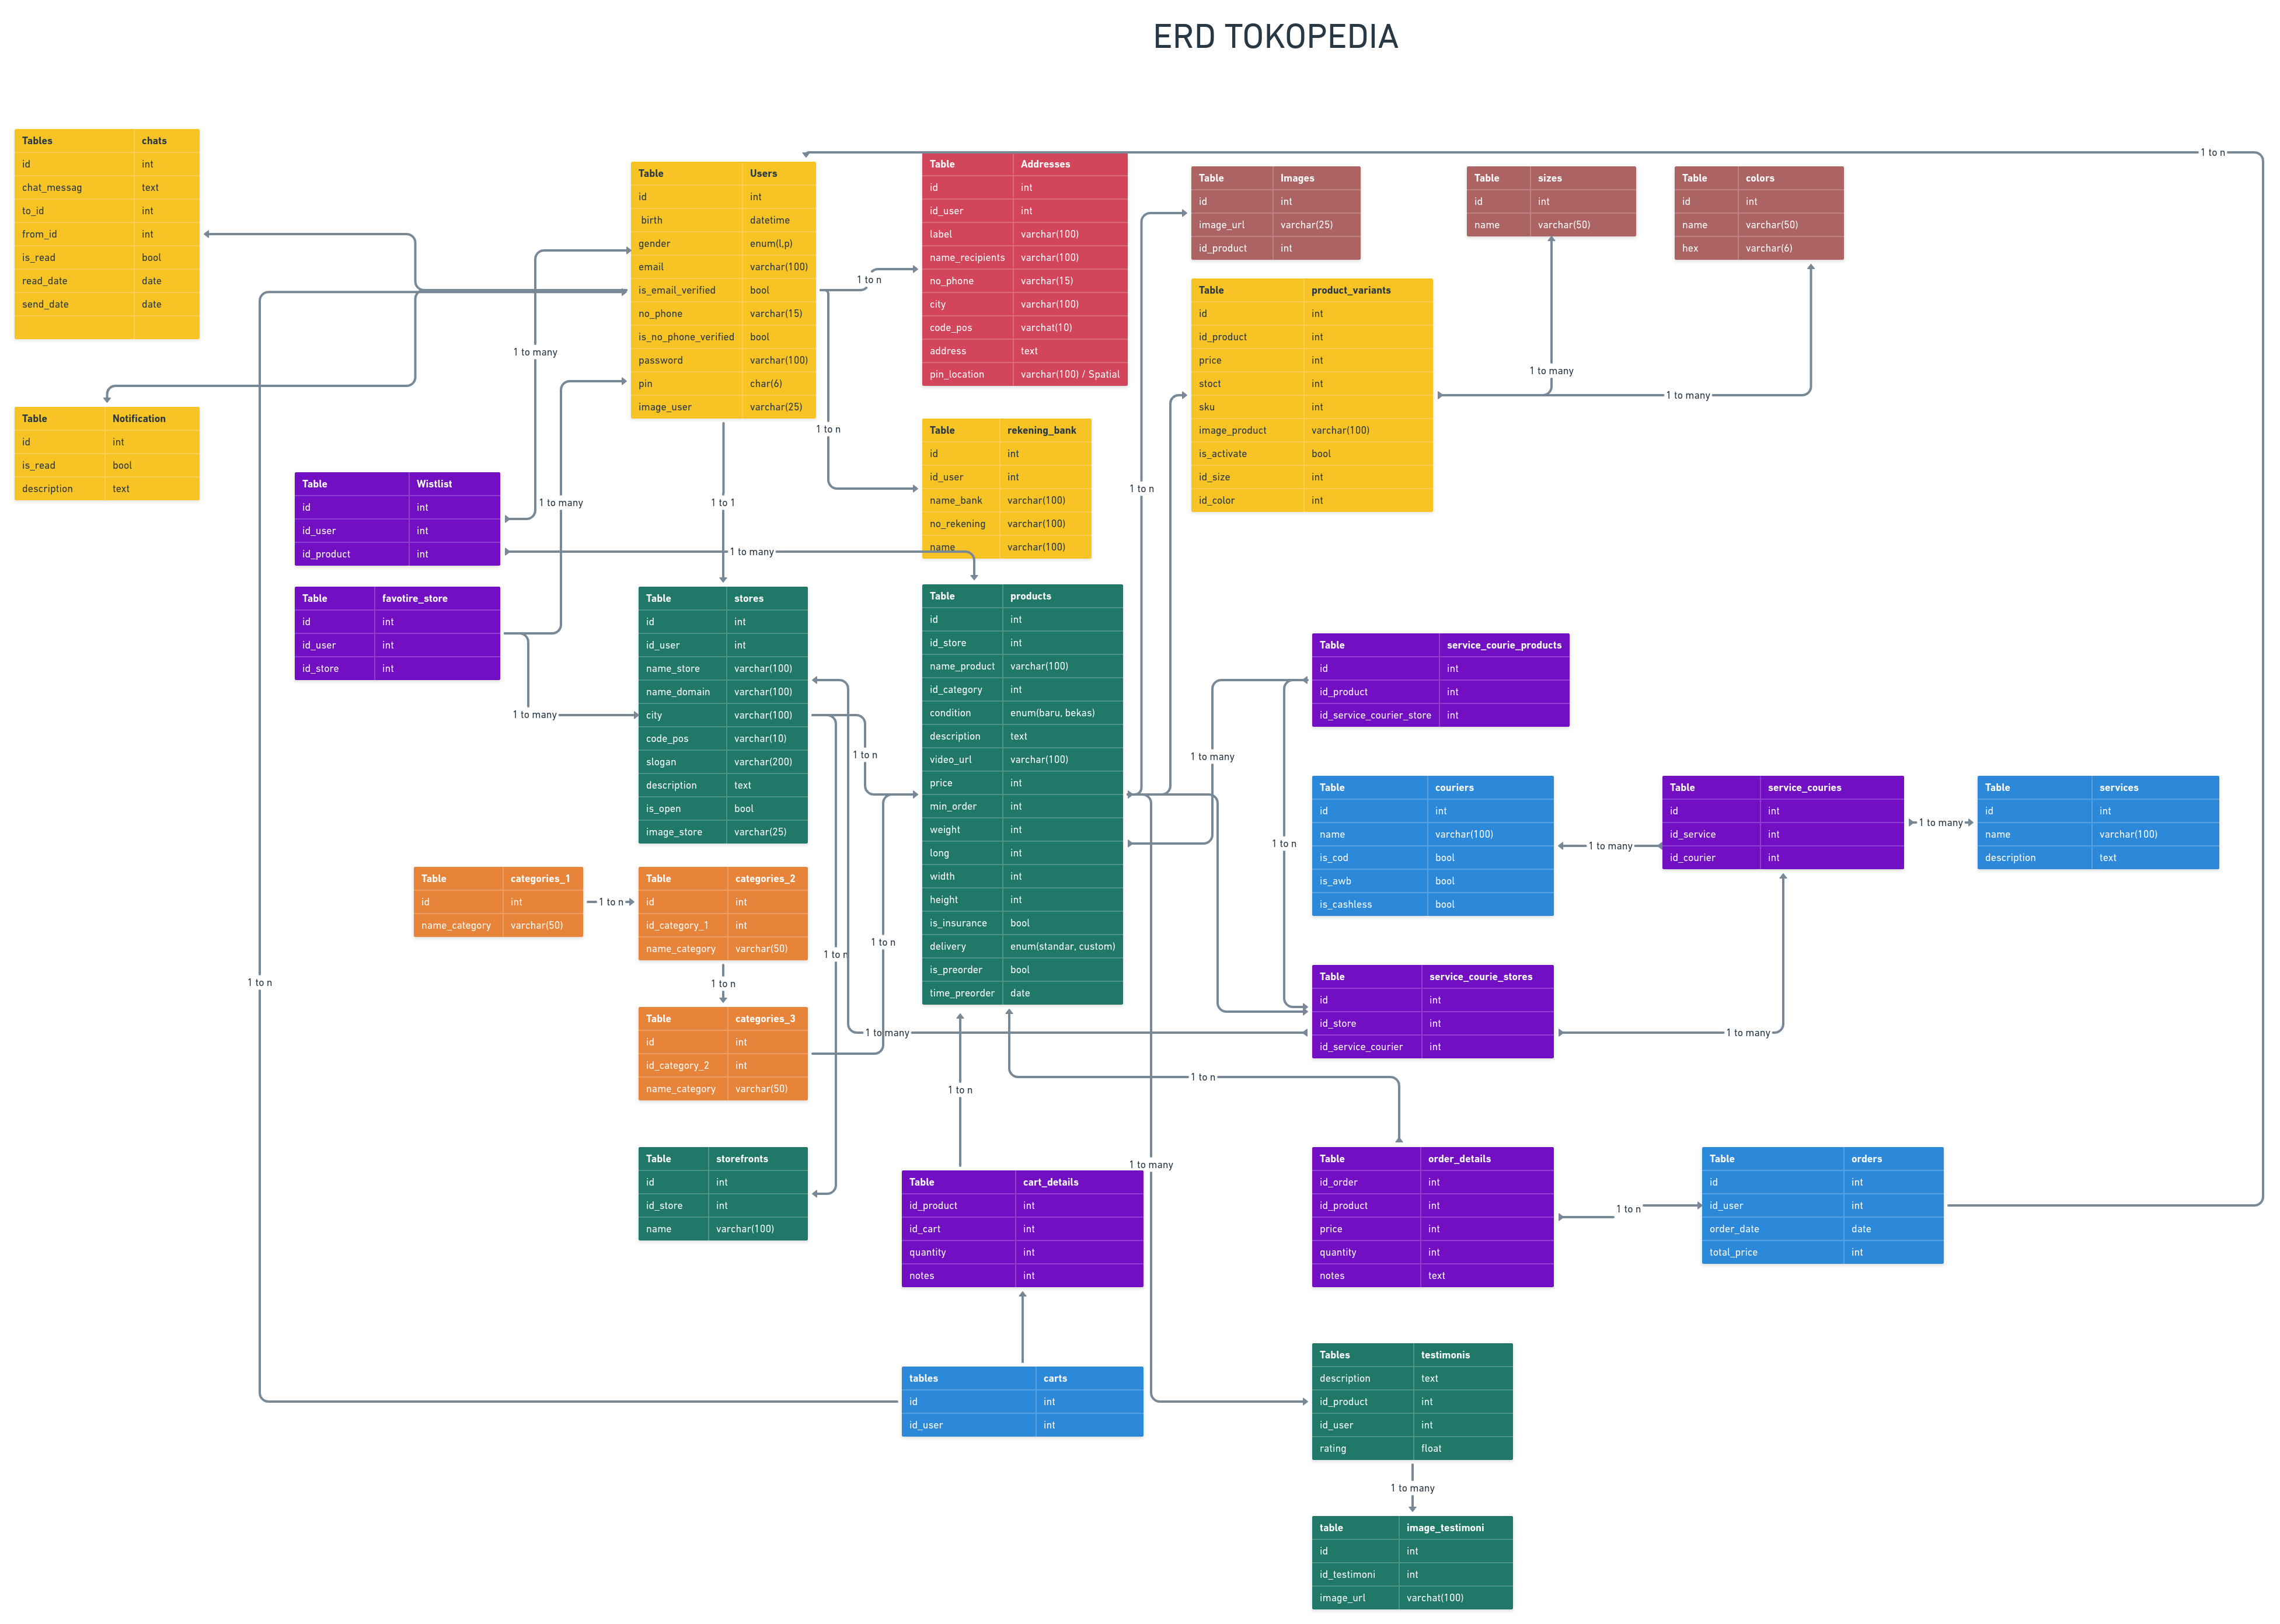 ERD TOKOPEDIA
Tables chats
id int
chat_messag text
to_id int
from_id int
is_read bool
read_date date
send_date date
Table Notification
id int
is_read bool
description text
Table Users
id int
birth datetime
gender enum(l,p)
email varchar(100)
is_email_verified bool
no_phone varchar(15)
is_no_phone_verified bool
password varchar(100)
pin char(6)
image_user varchar(25)
Table Addresses
id int
id_user int
label varchar(100)
name_recipients varchar(100)
no_phone varchar(15)
city varchar(100)
code_pos varchat(10)
address text
pin_location varchar(100) / Spatial
Table Images
id int
image_url varchar(25)
id_product int
Table sizes
id int
name varchar(50)
Table colors
id int
name varchar(50)
hex varchar(6)
1 to n
Table product_variants
id int
id_product int
price int
stoct int
sku int
image_product varchar(100)
is_activate bool
id_size int
id_color int
1 to n
1 to many
1 to many
1 to many
1 to n
Table rekening_bank
id int
id_user int
name_bank varchar(100)
no_rekening varchar(100)
name varchar(100)
Table Wistlist
id int
id_user int
id_product int
1 to many
1 to 1
1 to n
1 to many
Table favotire_store
id int
id_user int
id_store int
1 to many
Table stores
id int
id_user int
name_store varchar(100)
name_domain varchar(100)
city varchar(100)
code_pos varchar(10)
slogan varchar(200)
description text
is_open bool
image_store varchar(25)
1 to n
Table products
id int
id_store int
name_product varchar(100)
id_category int
condition enum(baru, bekas)
description text
video_url varchar(100)
price int
min_order int
weight int
long int
width int
height int
is_insurance bool
delivery enum(standar, custom)
is_preorder bool
time_preorder date
Table service_courie_products
id int
id_product int
id_service_courier_store int
1 to many
1 to n
Table couriers
id int
name varchar(100)
is_cod bool
is_awb bool
is_cashless bool
1 to many
Table service_couries
id int
id_service int
id_courier int
1 to many
Table services
id int
name varchar(100)
description text
Table categories_1
id int
name_category varchar(50)
1 to n
Table categories_2
id int
id_category_1 int
name_category varchar(50)
1 to n
1 to n
1 to n
1 to n
Table categories_3
id int
id_category_2 int
name_category varchar(50)
1 to many
Table service_courie_stores
id int
id_store int
id_service_courier int
1 to many
1 to n
1 to n
Table storefronts
id int
id_store int
name varchar(100)
1 to many
Table cart_details
id_product int
id_cart int
quantity int
notes int
Table order_details
id_order int
id_product int
price int
quantity int
notes text
1 to n
Table orders
id int
id_user int
order_date date
total_price int
tables carts
id int
id_user int
Tables testimonis
description text
id_product int
id_user int
rating float
1 to many
table image_testimoni
id int
id_testimoni int
image_url varchat(100)